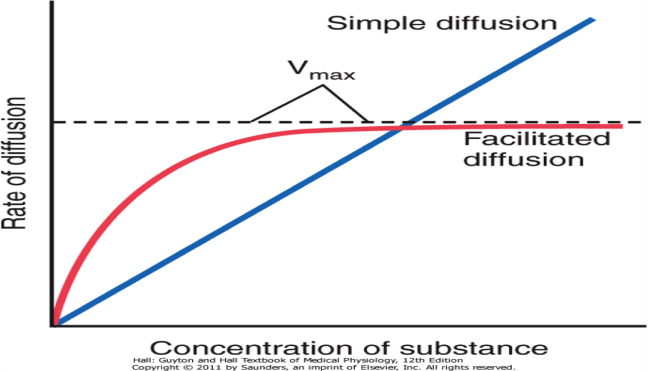 Simple diffusion
Vmax
Facilitated
diffusion
Rate of diffusion
Concentration of substance
Hall: Guyton and Hall Textbook of Medical Physiology, 12th Edition
Copyright © 2011 by Saunders, an imprint of Elsevier, Inc. All rights reserved.